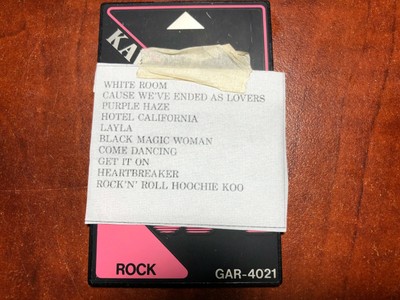 KA
WHITE ROOM
CAUSE WE'VE ENDED AS LOVERS
PURPLE HAZE
HOTEL CALIFORNIA
LAYLA
BLACK MAGIC WOMAN
COME DANCING
GET IT ON
HEARTBREAKER
ROCK'N' ROLL HOOCHIE KOO
ROCK
GAR-4021